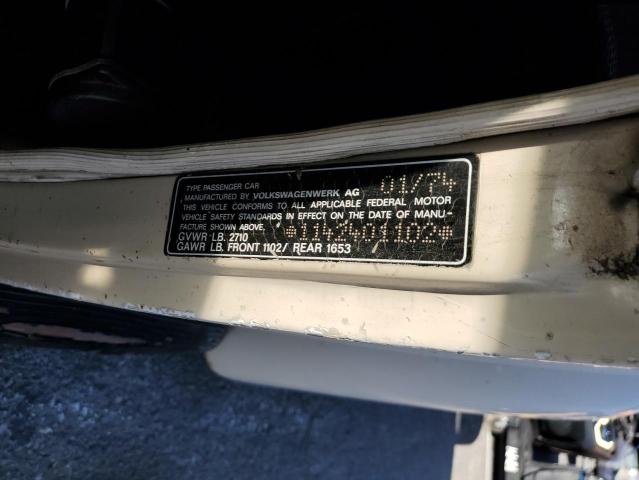 TYPE PASSENGER CAR
MANUFACTURED BY VOLKSWAGENWERK AG 01/74
THIS VEHICLE CONFORMS TO ALL APPLICABLE FEDERAL MOTOR
VEHICLE SAFETY STANDARDS IN EFFECT ON THE DATE OF MANU-
FACTURE SHOWN ABOVE.
GVWR LB. 2710 *1142401102*
GAWR LB. FRONT 1102/ REAR 1653